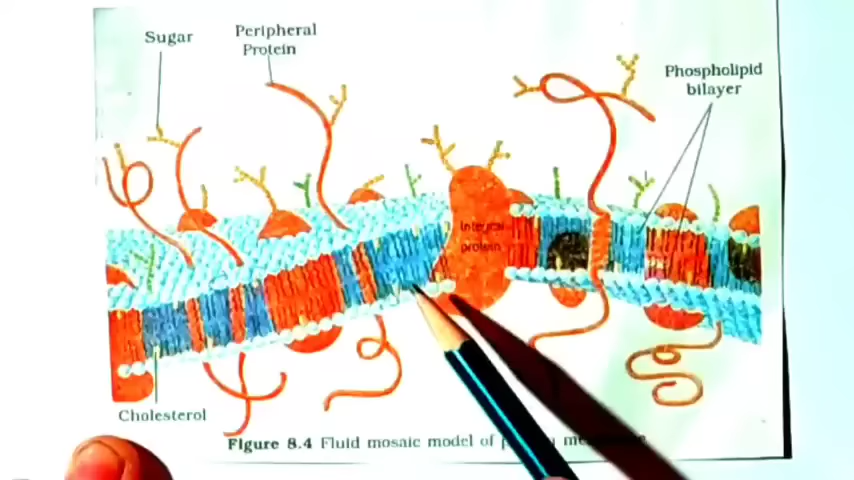 Sugar
Peripheral
Protein
Phospholipid
bilayer
Integral
protein
Cholesterol
Figure 8.4 Fluid mosaic model of